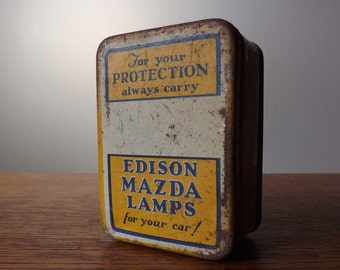 For your
PROTECTION
always carry
EDISON
MAZDA
LAMPS
for your car!